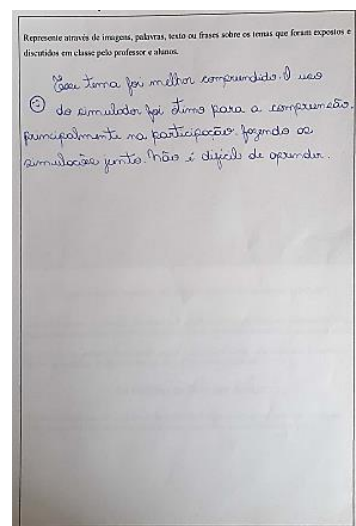 Represente através de imagens, palavras, texto ou frases sobre os temas que foram expostos e
discutidos em classe pelo professor e alunos.
Esse tema foi melhor compreendido. O uso
do simulador foi ótimo para a compreensão.
principalmente na participação. fazendo as
simulações junto. Não é difícil de aprender.